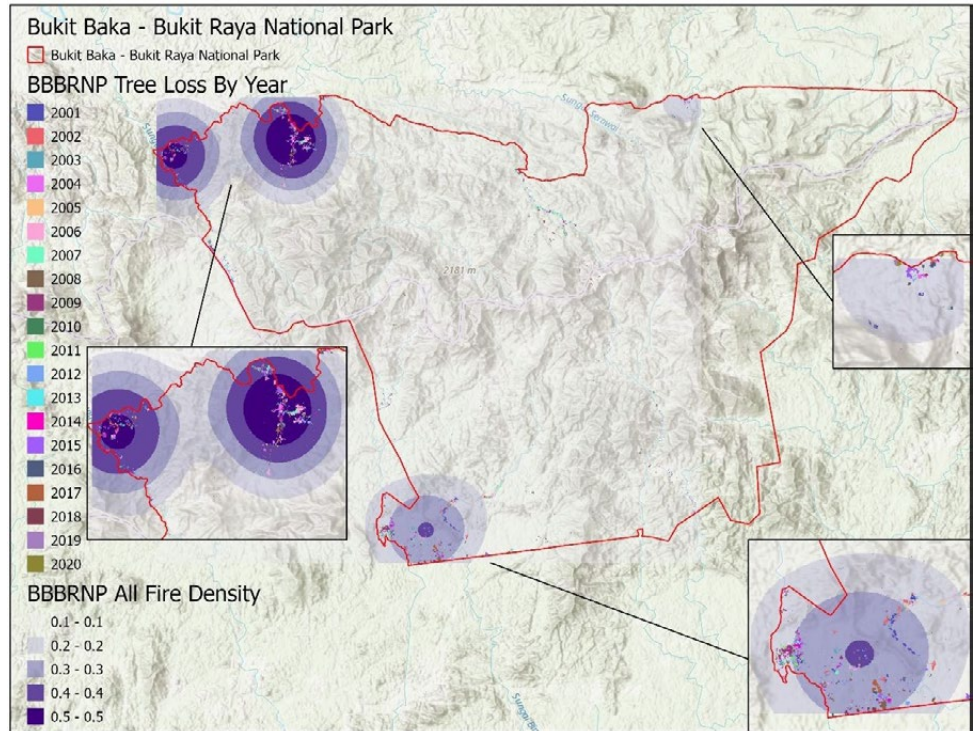 Bukit Baka - Bukit Raya National Park
Bukit Baka - Bukit Raya National Park
BBBRNP Tree Loss By Year
2001
2002
2003
2004
2005
2006
2007
2008
2009
2010
2011
2012
2013
2014
2015
2016
2017
2018
2019
2020
BBBRNP All Fire Density
0.1 - 0.1
0.2 - 0.2
0.3 - 0.3
0.4 - 0.4
0.5 - 0.5
2181 m